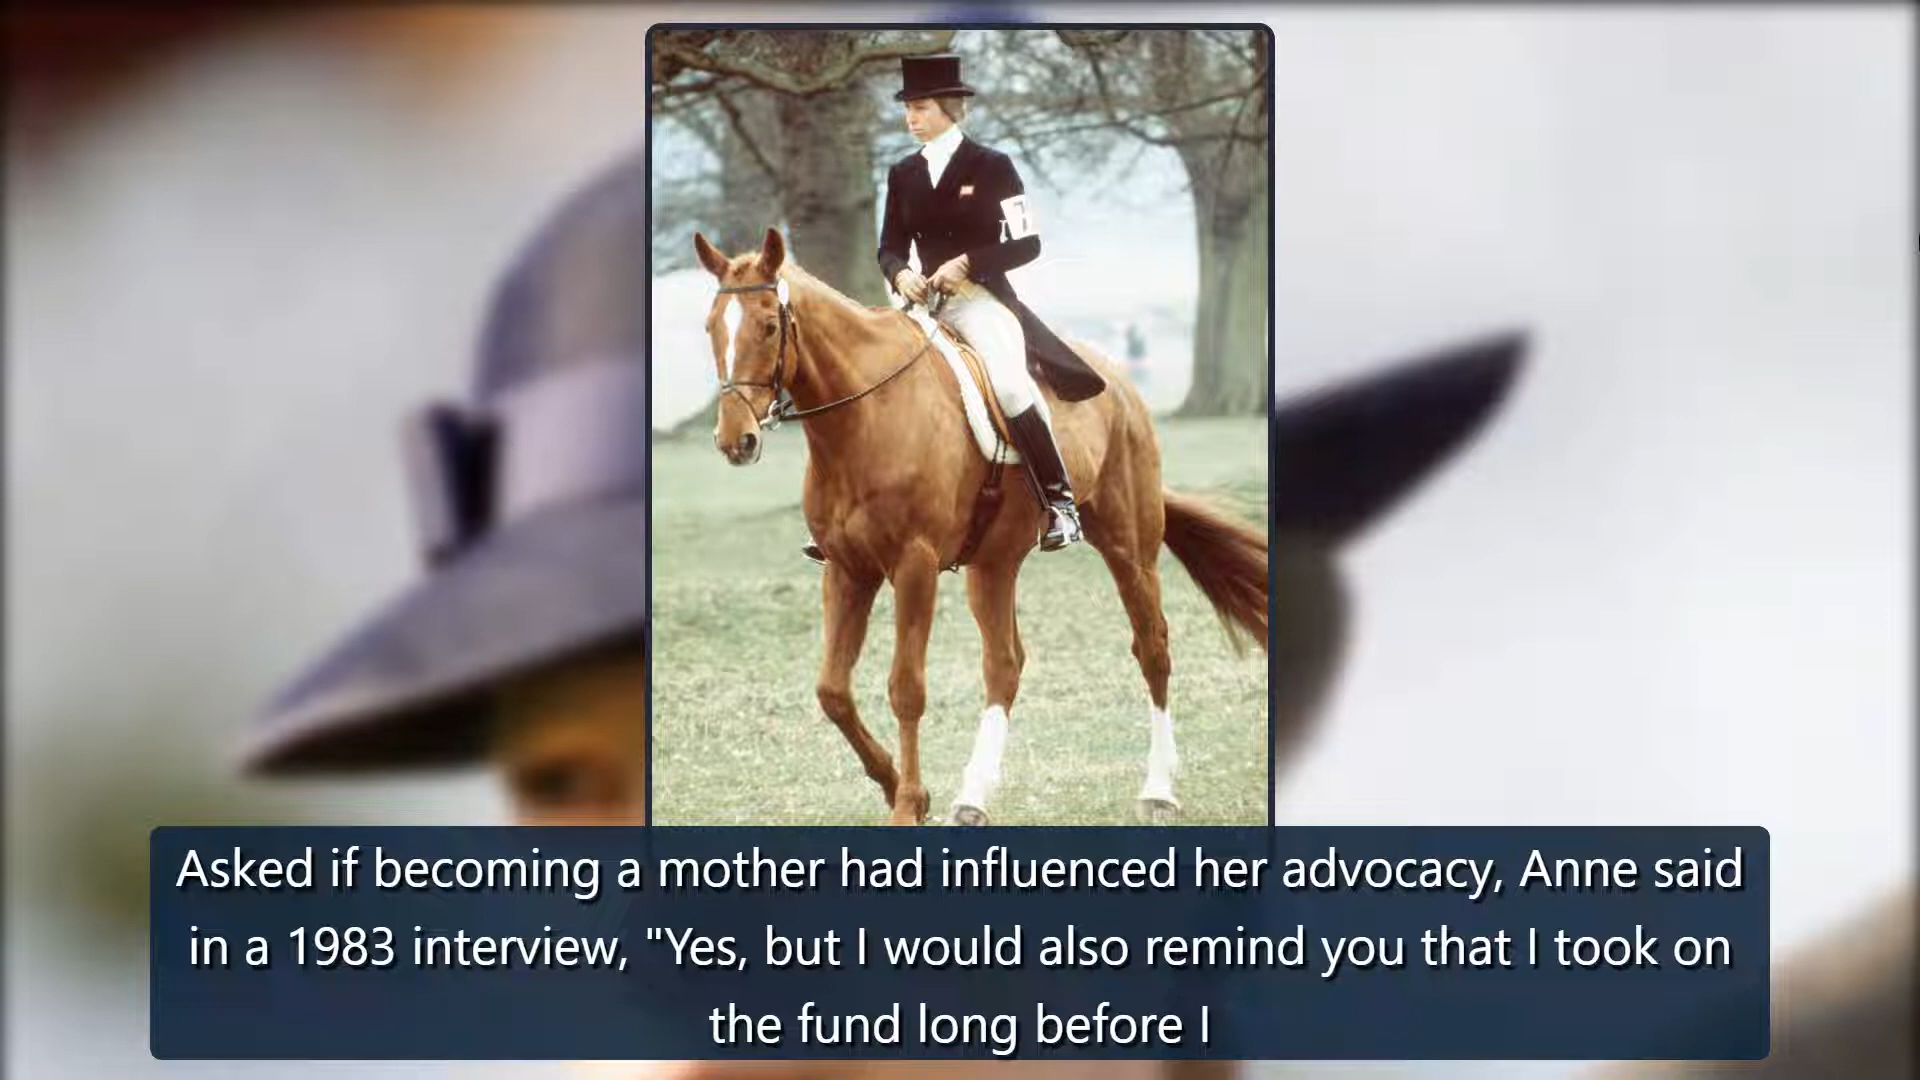 Asked if becoming a mother had influenced her advocacy, Anne said
in a 1983 interview, "Yes, but I would also remind you that I took on
the fund long before I